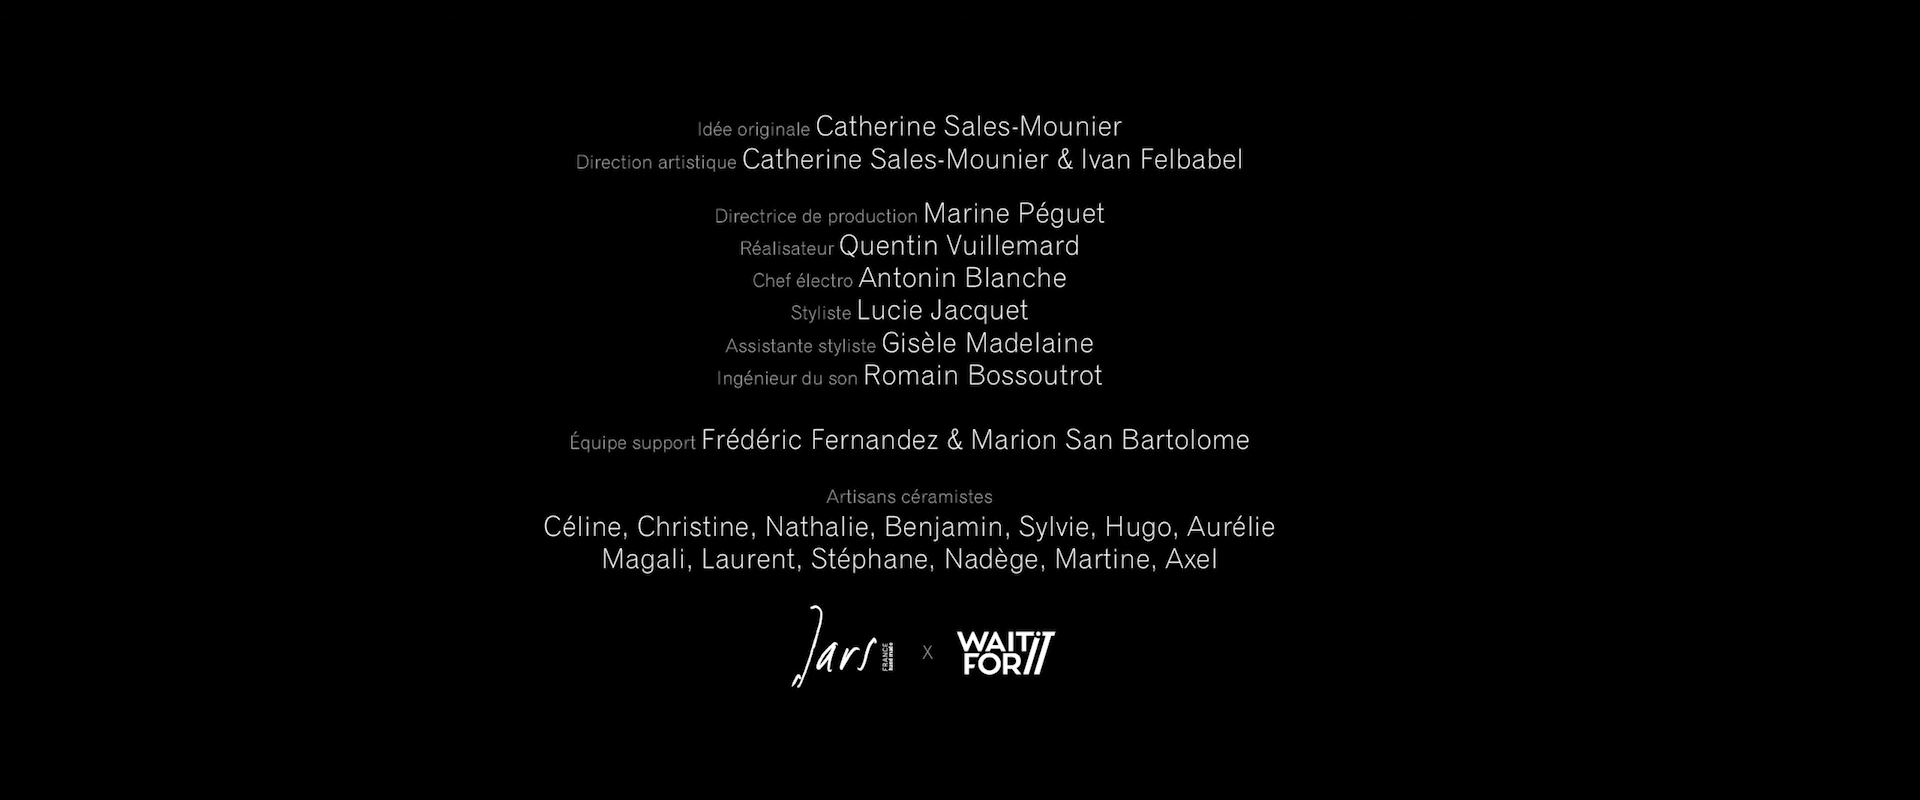 Idée originale Catherine Sales-Mounier
Direction artistique Catherine Sales-Mounier & Ivan Felbabel
Directrice de production Marine Péguet
Réalisateur Quentin Vuillemard
Chef électro Antonin Blanche
Styliste Lucie Jacquet
Assistante styliste Gisèle Madelaine
Ingénieur du son Romain Bossoutrot
Équipe support Frédéric Fernandez & Marion San Bartolome
Artisans céramistes
Céline, Christine, Nathalie, Benjamin, Sylvie, Hugo, Aurélie
Magali, Laurent, Stéphane, Nadège, Martine, Axel
Jars FRANCE hand made X WAIT FOR iT